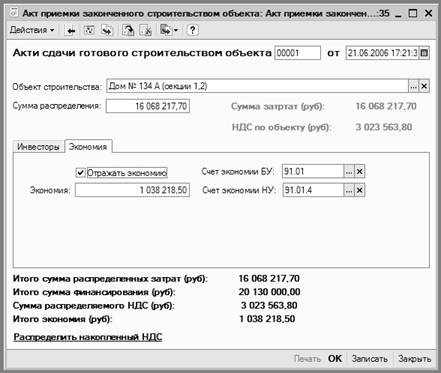 Акт приемки законченного строительством объекта: Акт приемки закончен...:35
Действия
Акти сдачи готового строительством объекта 00001 от 21.06.2006 17:21:3
Объект строительства: Дом № 134 А (секции 1,2)
Сумма распределения: 16 068 217,70 Сумма затртат (руб): 16 068 217,70
НДС по объекту (руб): 3 023 563,80
Инвесторы Экономия
Отражать экономию Счет экономии БУ: 91.01
Экономия: 1 038 218,50 Счет экономии НУ: 91.01.4
Итого сумма распределенных затрат (руб): 16 068 217,70
Итого сумма финансирования (руб): 20 130 000,00
Сумма распределяемого НДС (руб): 3 023 563,80
Итого экономия (руб): 1 038 218,50
Распределить накопленный НДС
Печать OK Записать Закрыть